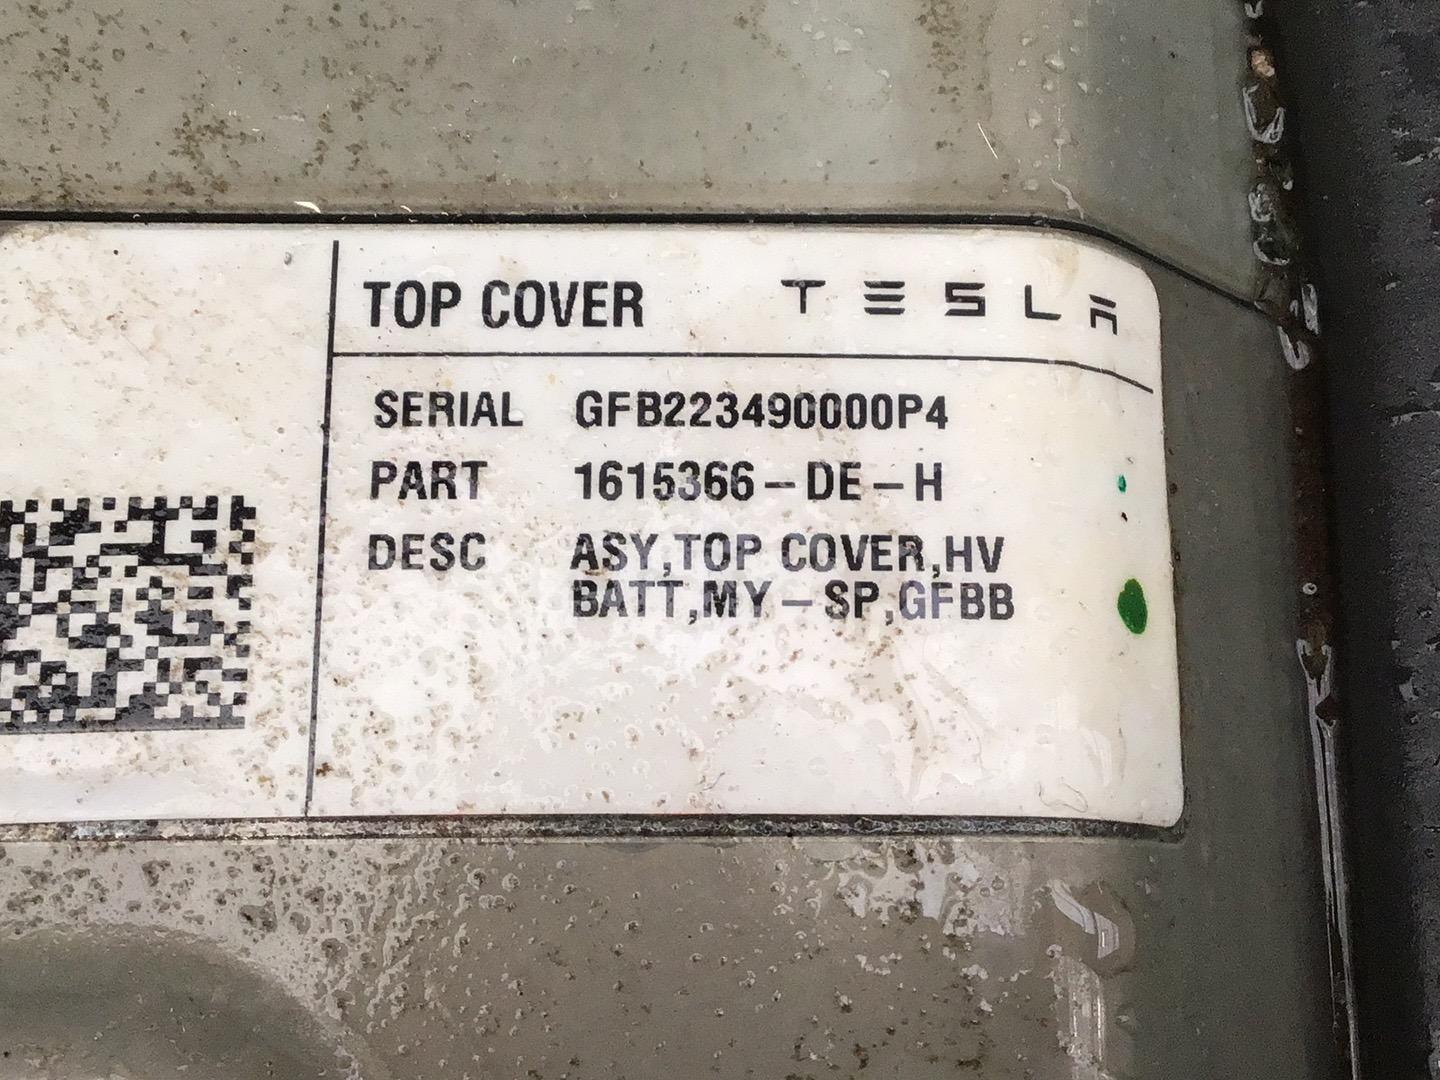 TOP COVER TESLA
SERIAL GFB223490000P4
PART 1615366-DE-H
DESC ASY,TOP COVER,HV
BATT,MY-SP,GFBB